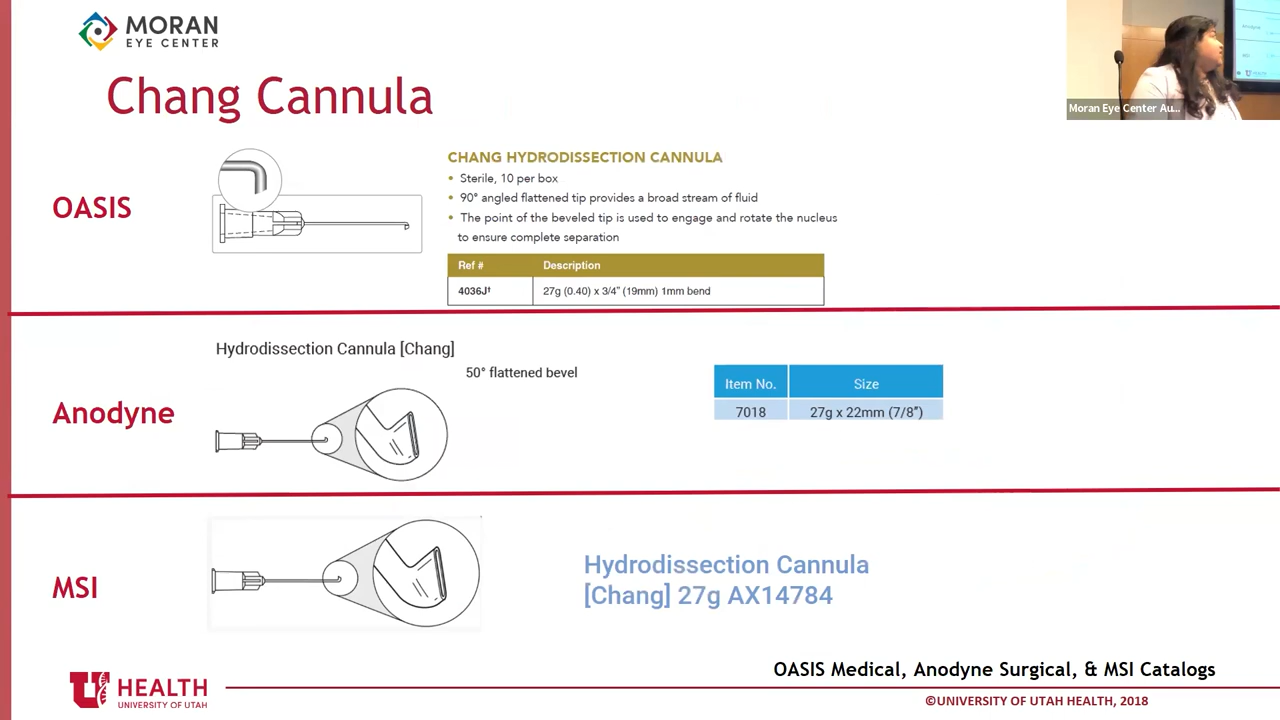 MORAN
EYE CENTER
Chang Cannula
Moran Eye Center Au...
OASIS
CHANG HYDRODISSECTION CANNULA
• Sterile, 10 per box
• 90° angled flattened tip provides a broad stream of fluid
• The point of the beveled tip is used to engage and rotate the nucleus
to ensure complete separation
Ref # Description
4036J† 27g (0.40) x 3/4" (19mm) 1mm bend
Hydrodissection Cannula [Chang]
50° flattened bevel
Anodyne
Item No. Size
7018 27g x 22mm (7/8")
MSI
Hydrodissection Cannula
[Chang] 27g AX14784
OASIS Medical, Anodyne Surgical, & MSI Catalogs
U HEALTH
UNIVERSITY OF UTAH
©UNIVERSITY OF UTAH HEALTH, 2018